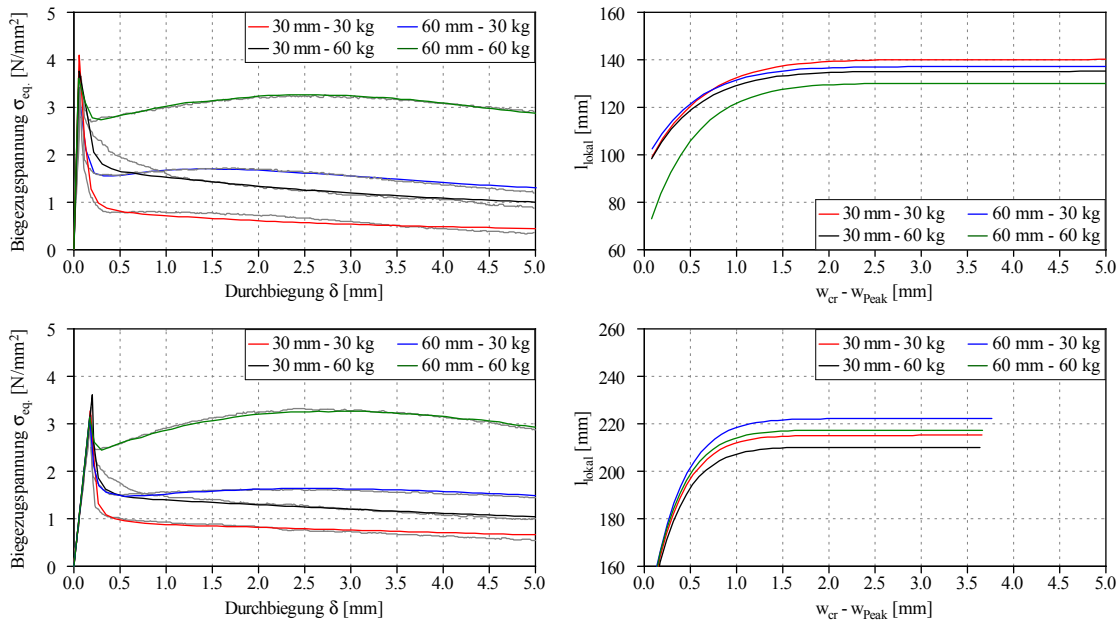 Biegezugspannung σeq. [N/mm²]
5
4
3
2
1
0
30 mm - 30 kg
60 mm - 30 kg
30 mm - 60 kg
60 mm - 60 kg
0.0 0.5 1.0 1.5 2.0 2.5 3.0 3.5 4.0 4.5 5.0
Durchbiegung δ [mm]
l_lokal [mm]
160
140
120
100
80
60
30 mm - 30 kg
60 mm - 30 kg
30 mm - 60 kg
60 mm - 60 kg
0.0 0.5 1.0 1.5 2.0 2.5 3.0 3.5 4.0 4.5 5.0
w_cr - w_Peak [mm]
Biegezugspannung σeq. [N/mm²]
5
4
3
2
1
0
30 mm - 30 kg
60 mm - 30 kg
30 mm - 60 kg
60 mm - 60 kg
0.0 0.5 1.0 1.5 2.0 2.5 3.0 3.5 4.0 4.5 5.0
Durchbiegung δ [mm]
l_lokal [mm]
260
240
220
200
180
160
30 mm - 30 kg
60 mm - 30 kg
30 mm - 60 kg
60 mm - 60 kg
0.0 0.5 1.0 1.5 2.0 2.5 3.0 3.5 4.0 4.5 5.0
w_cr - w_Peak [mm]